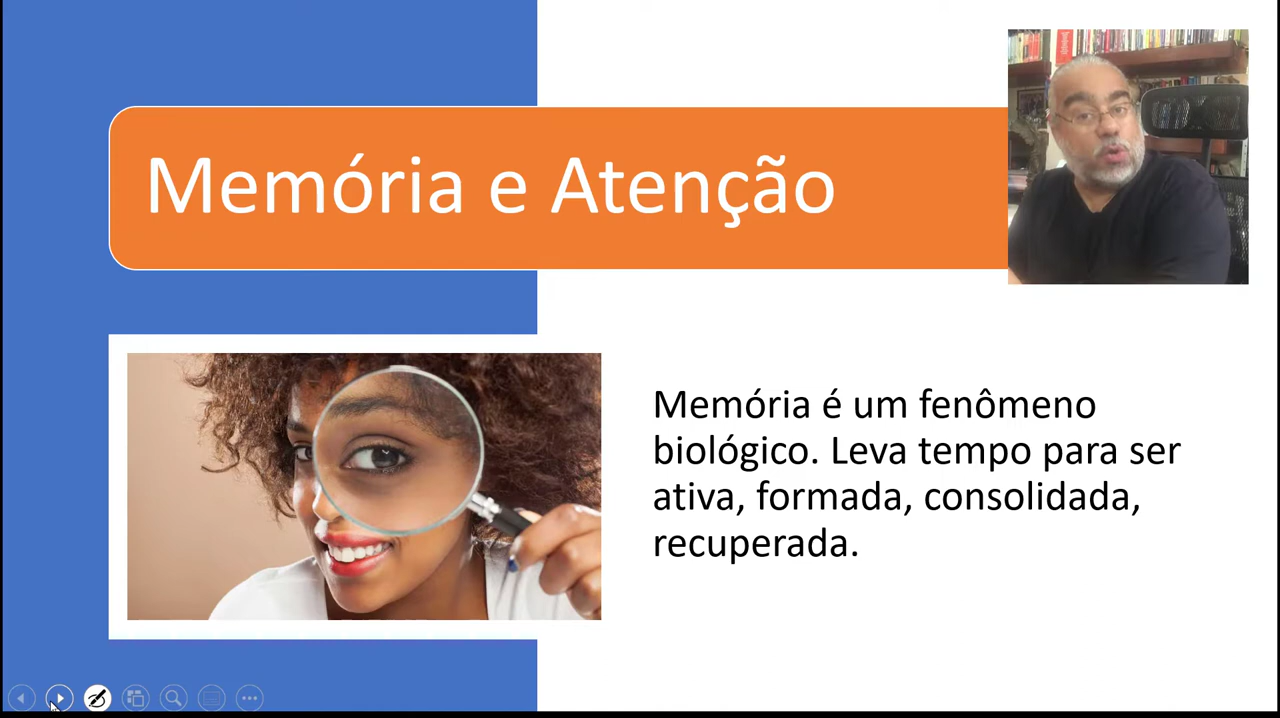 Memória e Atenção
Memória é um fenômeno
biológico. Leva tempo para ser
ativa, formada, consolidada,
recuperada.